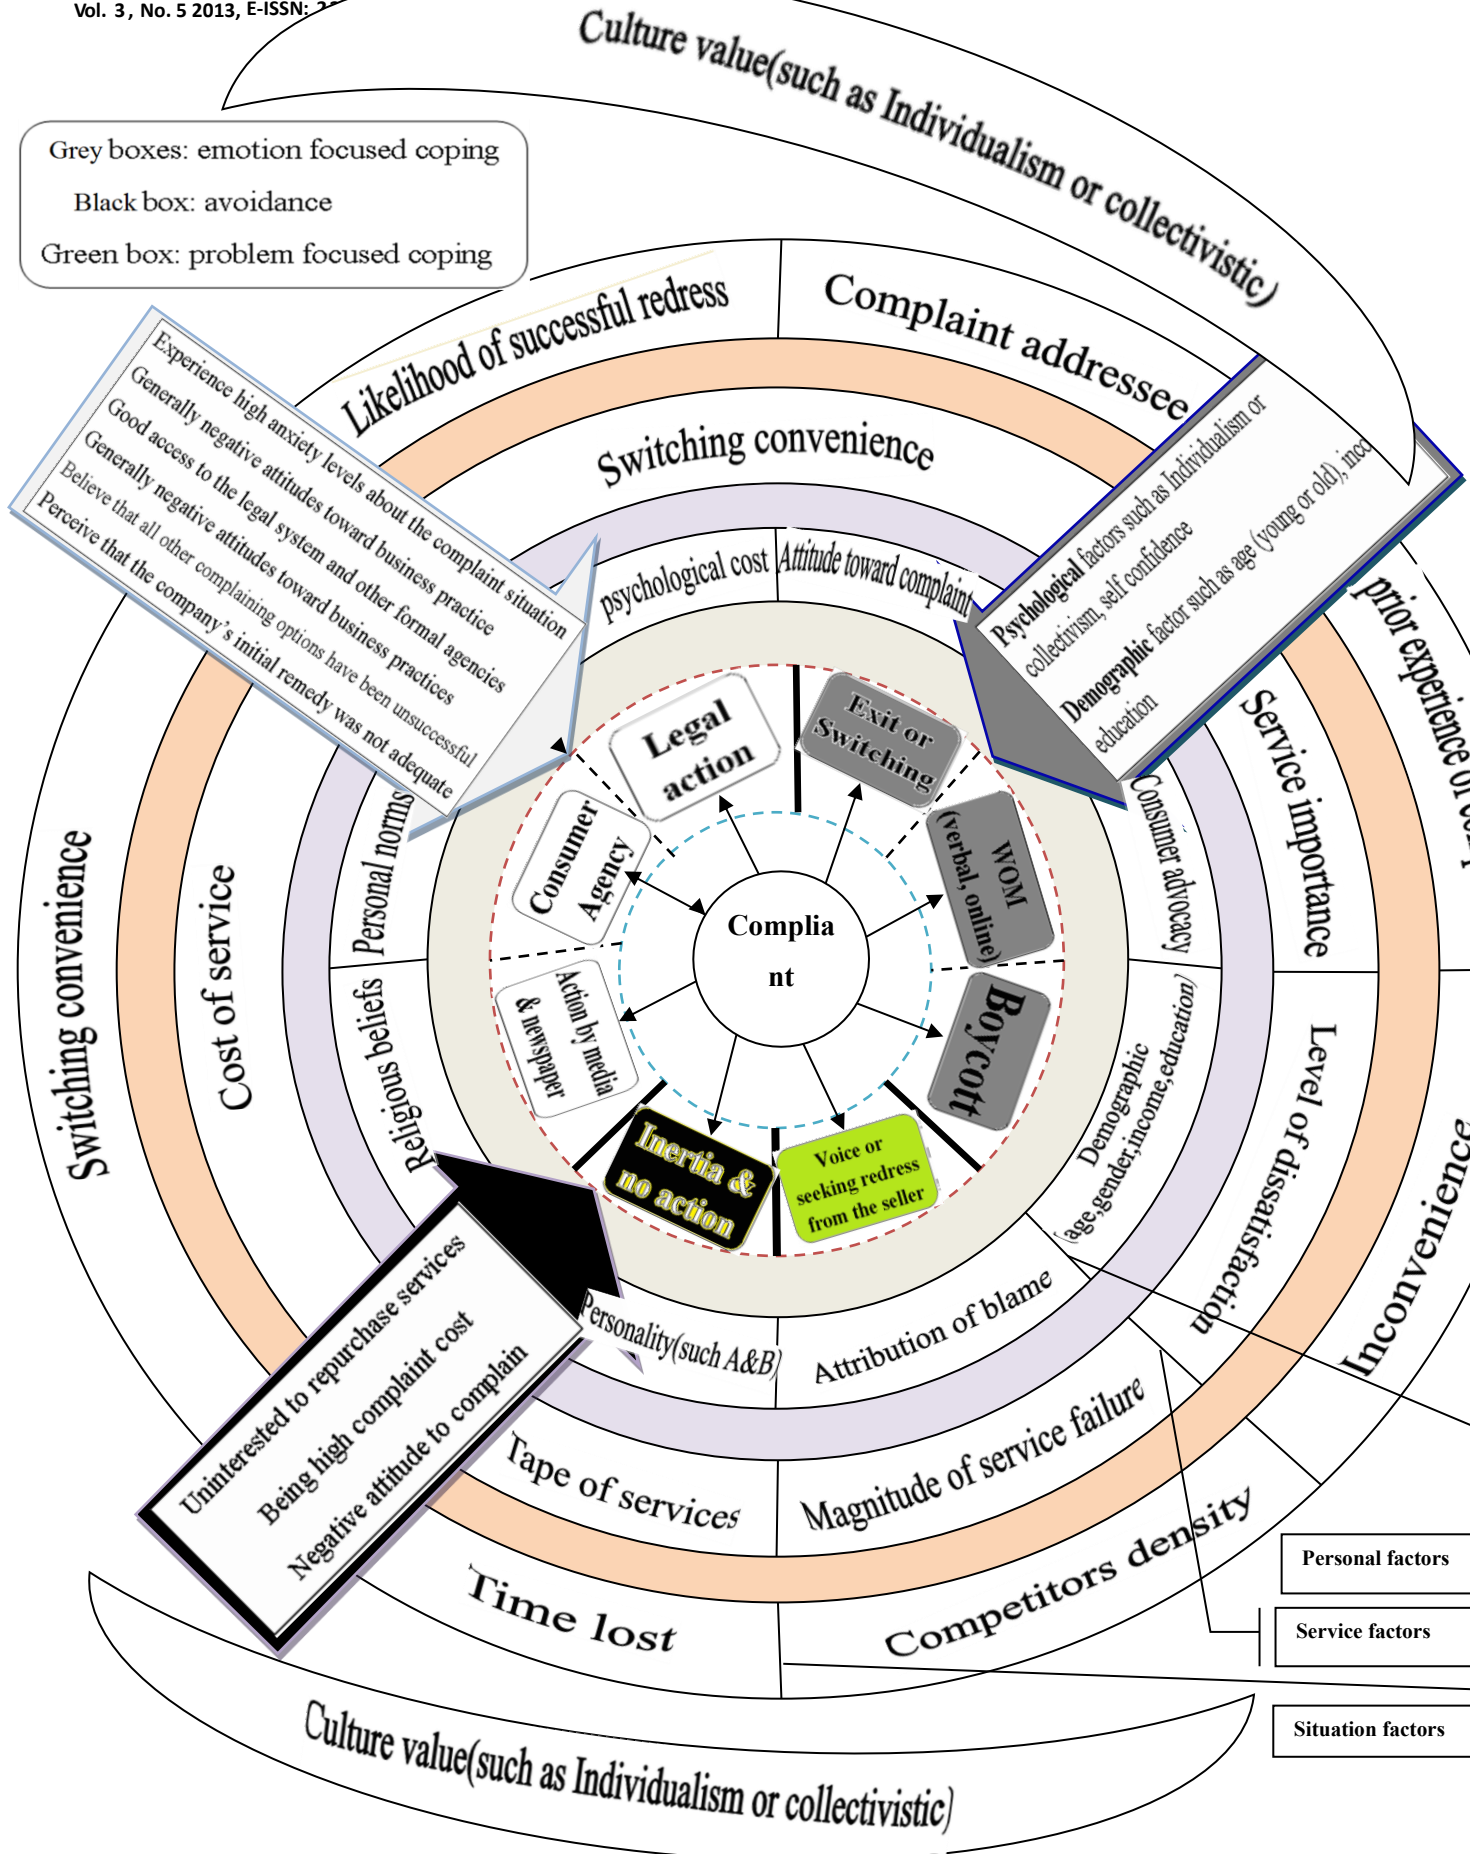 Vol. 3, No. 5 2013, E-ISSN:
Culture value(such as Individualism or collectivistic)
Grey boxes: emotion focused coping
Black box: avoidance
Green box: problem focused coping
Likelihood of successful redress
Complaint addressee
Switching convenience
Experience high anxiety levels about the complaint situation
Generally negative attitudes toward business practice
Good access to the legal system and other formal agencies
Generally negative attitudes toward business practices
Believe that all other complaining options have been unsuccessful
Perceive that the company's initial remedy was not adequate
Psychological factors such as Individualism or
collectivism, self confidence
Demographic factor such as age (young or old),
education
psychological cost
Attitude toward complaint
prior experience of
Service importance
Consumer advocacy
Personal norms
Legal
action
Exit or
Switching
Consumer
Agency
WOM
(verbal, online)
Complia
nt
Switching convenience
Cost of service
Religious beliefs
Action by media
& newspaper
Boycott
Demographic
(age,gender,income,education)
Level of dissatisfaction
Inconvenience
Inertia &
no action
Voice or
seeking redress
from the seller
Uninterested to repurchase services
Being high complaint cost
Negative attitude to complain
Personality(such A&B)
Attribution of blame
Tape of services
Magnitude of service failure
Time lost
Competitors density
Personal factors
Service factors
Situation factors
Culture value(such as Individualism or collectivistic)